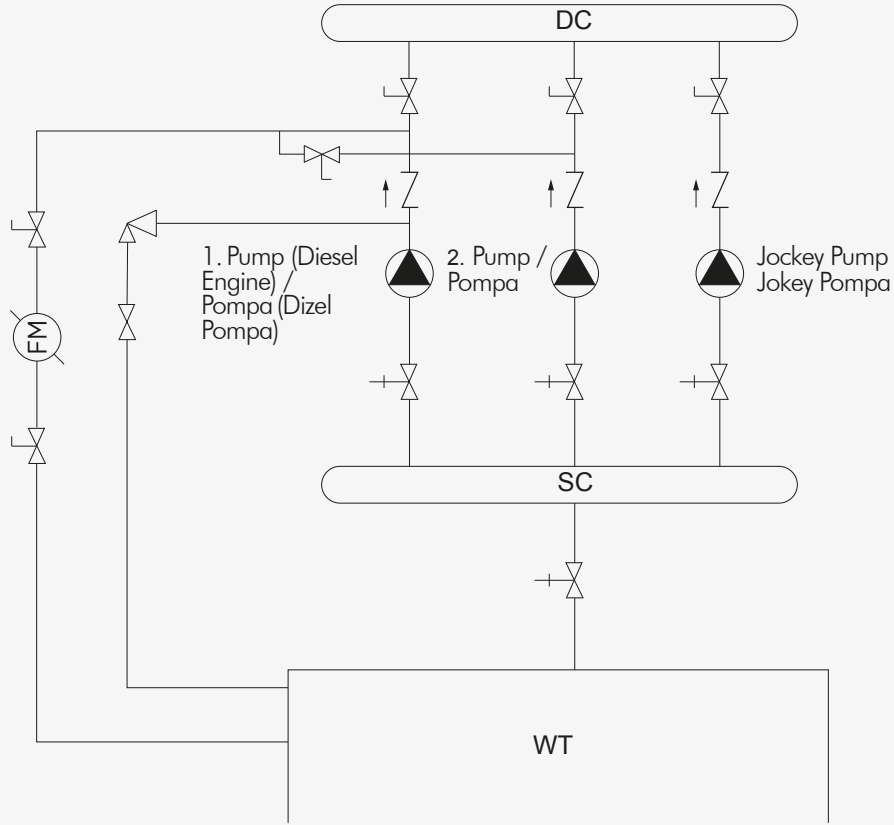 DC
1. Pump (Diesel
Engine) /
Pompa (Dizel
Pompa)
2. Pump /
Pompa
Jockey Pump
Jokey Pompa
FM
SC
WT